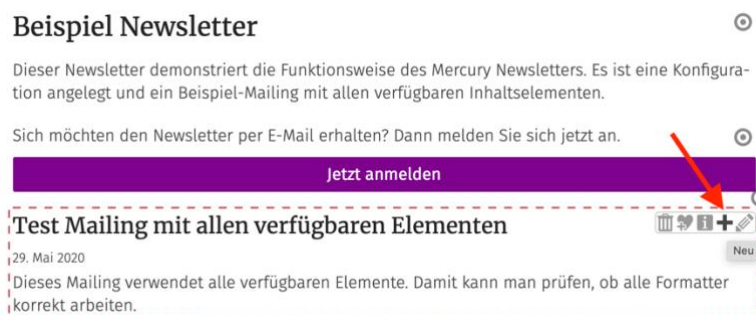 Beispiel Newsletter
Dieser Newsletter demonstriert die Funktionsweise des Mercury Newsletters. Es ist eine Konfigura-
tion angelegt und ein Beispiel-Mailing mit allen verfügbaren Inhaltselementen.
Sich möchten den Newsletter per E-Mail erhalten? Dann melden Sie sich jetzt an.
Jetzt anmelden
Test Mailing mit allen verfügbaren Elementen
Neu
29. Mai 2020
Dieses Mailing verwendet alle verfügbaren Elemente. Damit kann man prüfen, ob alle Formatter
korrekt arbeiten.